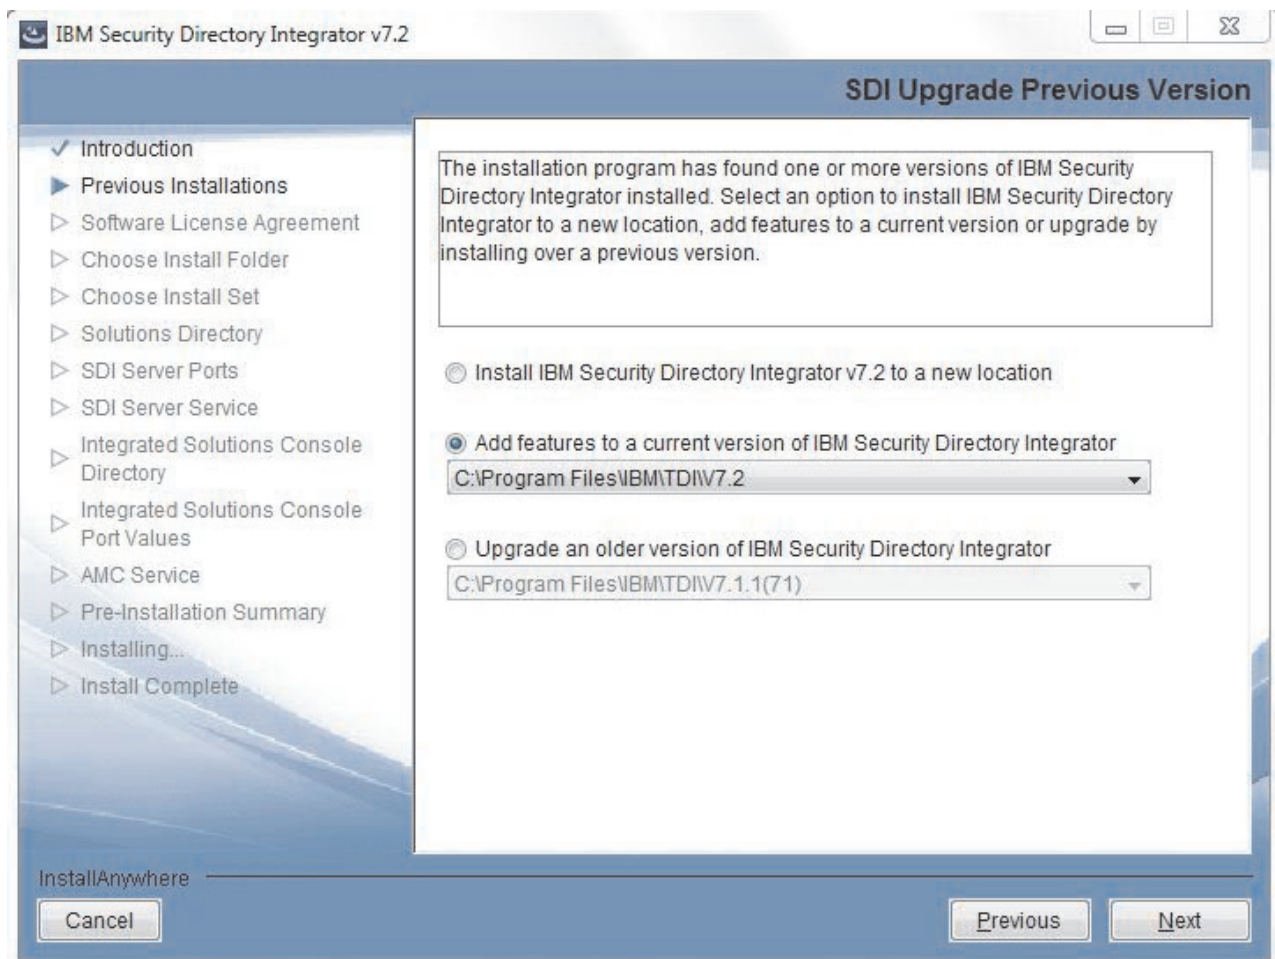 IBM Security Directory Integrator v7.2
SDI Upgrade Previous Version
Introduction
Previous Installations
Software License Agreement
Choose Install Folder
Choose Install Set
Solutions Directory
SDI Server Ports
SDI Server Service
Integrated Solutions Console
Directory
Integrated Solutions Console
Port Values
AMC Service
Pre-Installation Summary
Installing...
Install Complete
The installation program has found one or more versions of IBM Security
Directory Integrator installed. Select an option to install IBM Security Directory
Integrator to a new location, add features to a current version or upgrade by
installing over a previous version.
Install IBM Security Directory Integrator v7.2 to a new location
Add features to a current version of IBM Security Directory Integrator
C:\Program Files\IBM\TDI\V7.2
Upgrade an older version of IBM Security Directory Integrator
C:\Program Files\IBM\TDI\V7.1.1(71)
InstallAnywhere
Cancel
Previous
Next